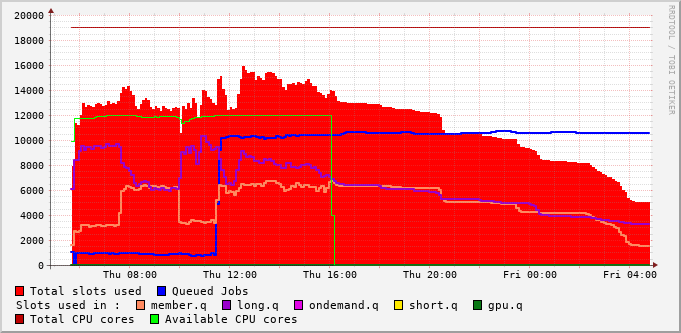 20000
18000
16000
14000
12000
10000
8000
6000
4000
2000
0
Thu 08:00 Thu 12:00 Thu 16:00 Thu 20:00 Fri 00:00 Fri 04:00
RRDTOOL / TOBI OETIKER
Total slots used Queued Jobs
Slots used in : member.q long.q ondemand.q short.q gpu.q
Total CPU cores Available CPU cores